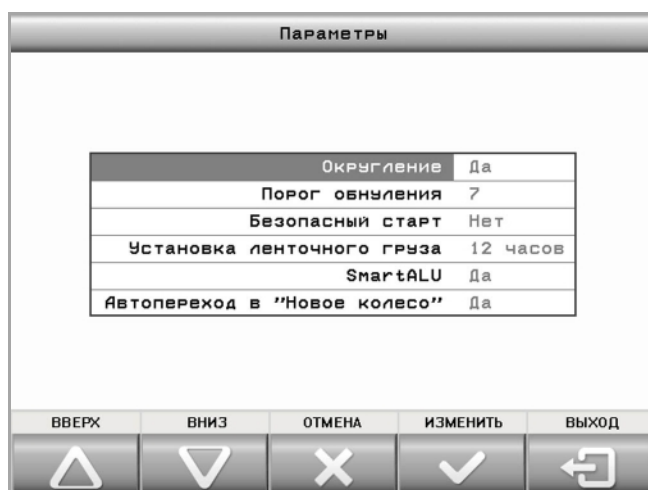 Параметры
Округление Да
Порог обнуления 7
Безопасный старт Нет
Установка ленточного груза 12 часов
SmartALU Да
Автопереход в "Новое колесо" Да
ВВЕРХ ВНИЗ ОТМЕНА ИЗМЕНИТЬ ВЫХОД